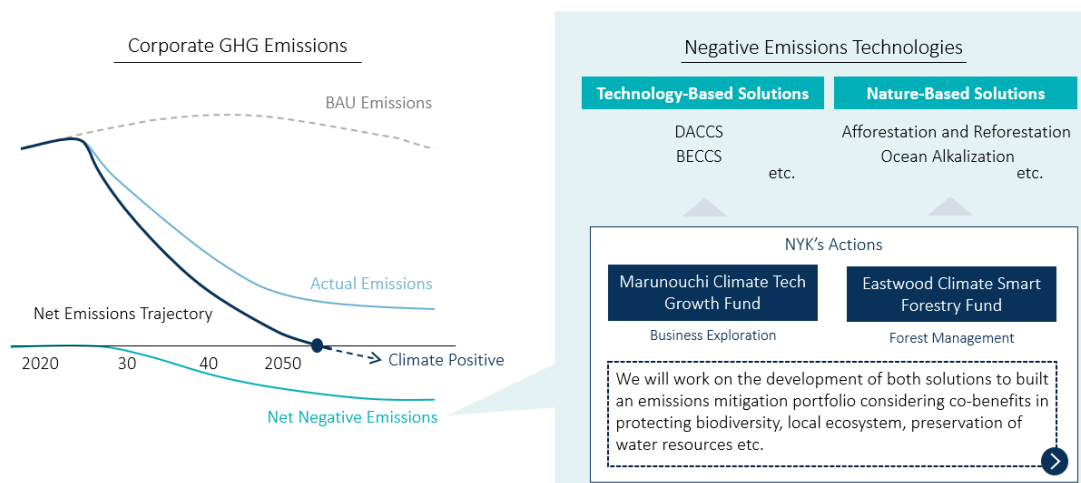 Corporate GHG Emissions
BAU Emissions
Actual Emissions
Net Emissions Trajectory
2020
30
40
2050
Climate Positive
Net Negative Emissions
Negative Emissions Technologies
Technology-Based Solutions
DACCS
BECCS
etc.
Nature-Based Solutions
Afforestation and Reforestation
Ocean Alkalization
etc.
NYK's Actions
Marunouchi Climate Tech
Growth Fund
Business Exploration
Eastwood Climate Smart
Forestry Fund
Forest Management
We will work on the development of both solutions to built
an emissions mitigation portfolio considering co-benefits in
protecting biodiversity, local ecosystem, preservation of
water resources etc.